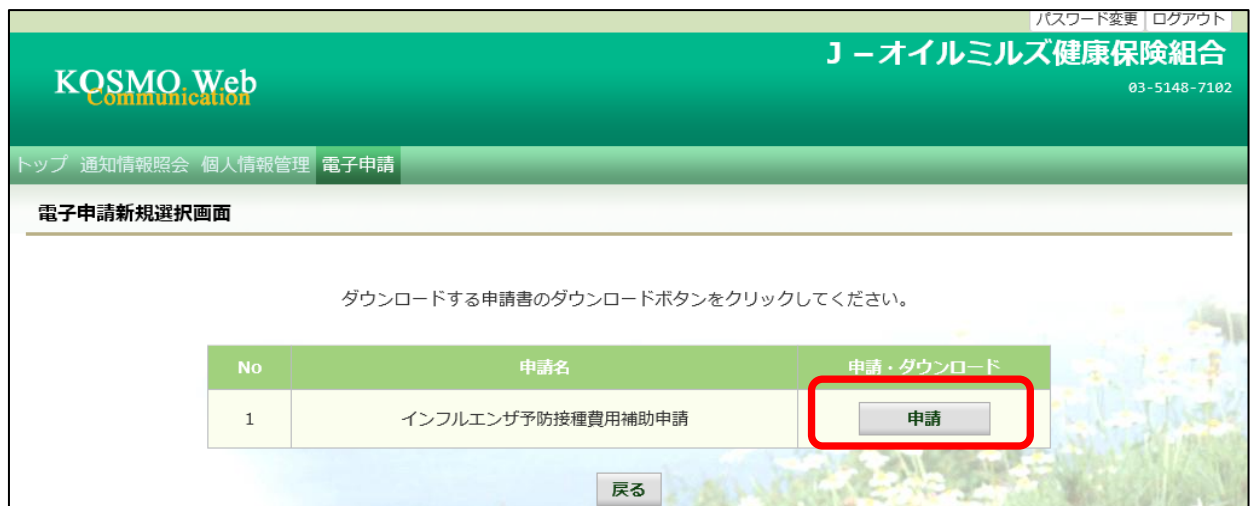 パスワード変更 ログアウト
J－オイルミルズ健康保険組合
KOSMO Web
Communication
03-5148-7102
トップ 通知情報照会 個人情報管理 電子申請
電子申請新規選択画面
ダウンロードする申請書のダウンロードボタンをクリックしてください。
No 申請名 申請・ダウンロード
1 インフルエンザ予防接種費用補助申請 申請
戻る